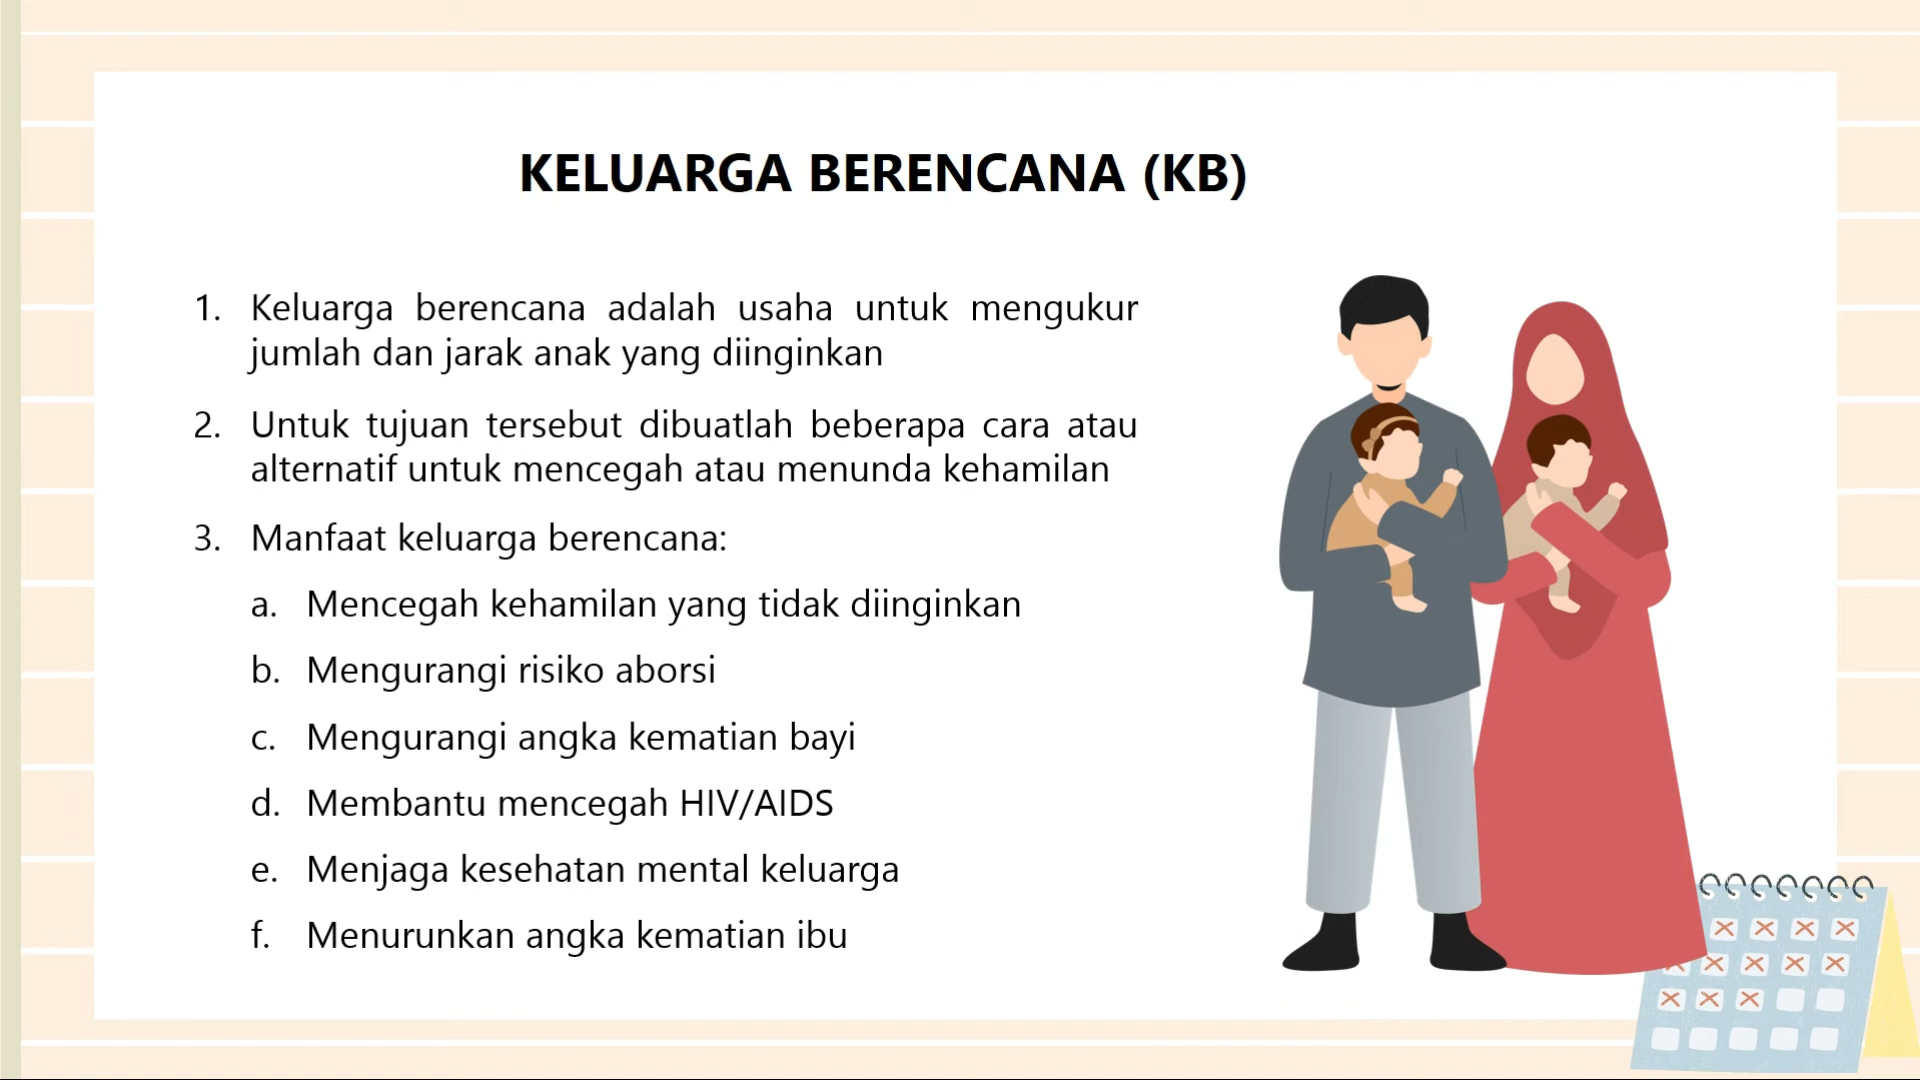 KELUARGA BERENCANA (KB)
1. Keluarga berencana adalah usaha untuk mengukur
jumlah dan jarak anak yang diinginkan
2. Untuk tujuan tersebut dibuatlah beberapa cara atau
alternatif untuk mencegah atau menunda kehamilan
3. Manfaat keluarga berencana:
a. Mencegah kehamilan yang tidak diinginkan
b. Mengurangi risiko aborsi
c. Mengurangi angka kematian bayi
d. Membantu mencegah HIV/AIDS
e. Menjaga kesehatan mental keluarga
f. Menurunkan angka kematian ibu